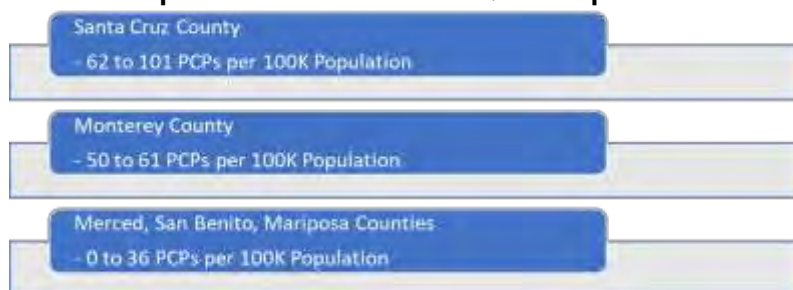 Santa Cruz County
- 62 to 101 PCPs per 100K Population
Monterey County
- 50 to 61 PCPs per 100K Population
Merced, San Benito, Mariposa Counties
- 0 to 36 PCPs per 100K Population